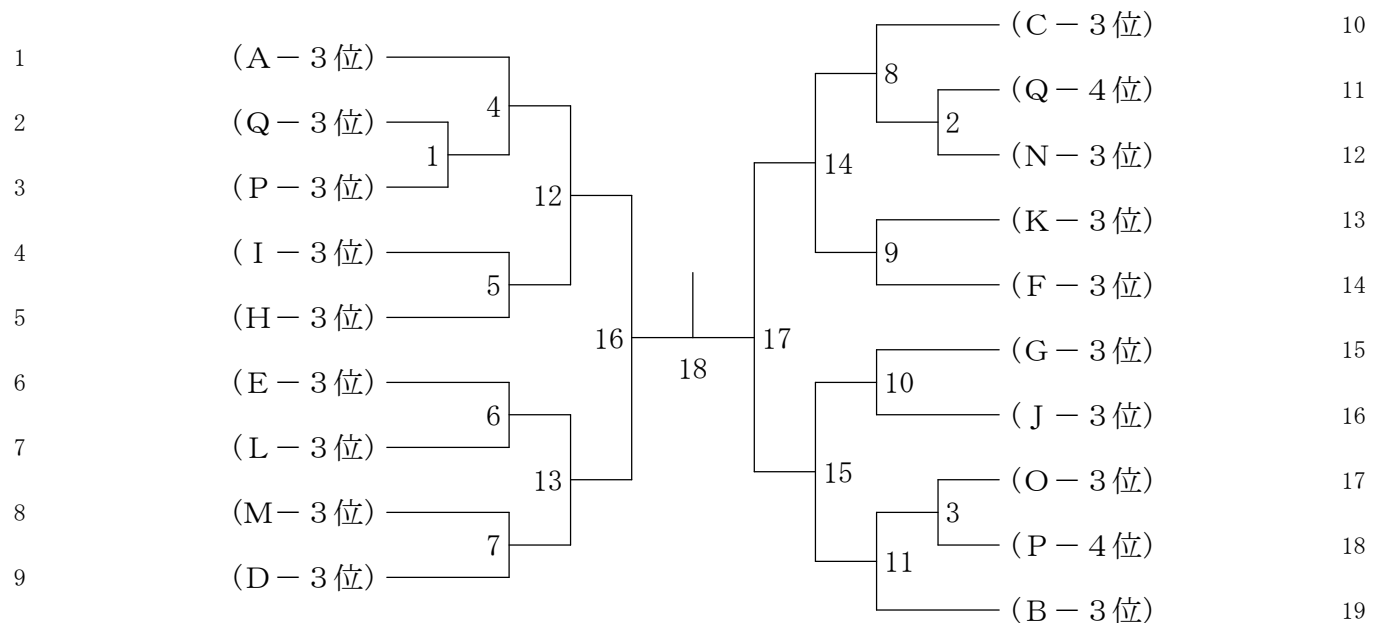 1 (A－3位)
2 (Q－3位)
3 (P－3位)
4 (I－3位)
5 (H－3位)
6 (E－3位)
7 (L－3位)
8 (M－3位)
9 (D－3位)
4
1
12
5
16
6
13
7
18
(C－3位) 10
(Q－4位) 11
(N－3位) 12
(K－3位) 13
(F－3位) 14
(G－3位) 15
(J－3位) 16
(O－3位) 17
(P－4位) 18
(B－3位) 19
8
2
14
9
17
10
15
3
11